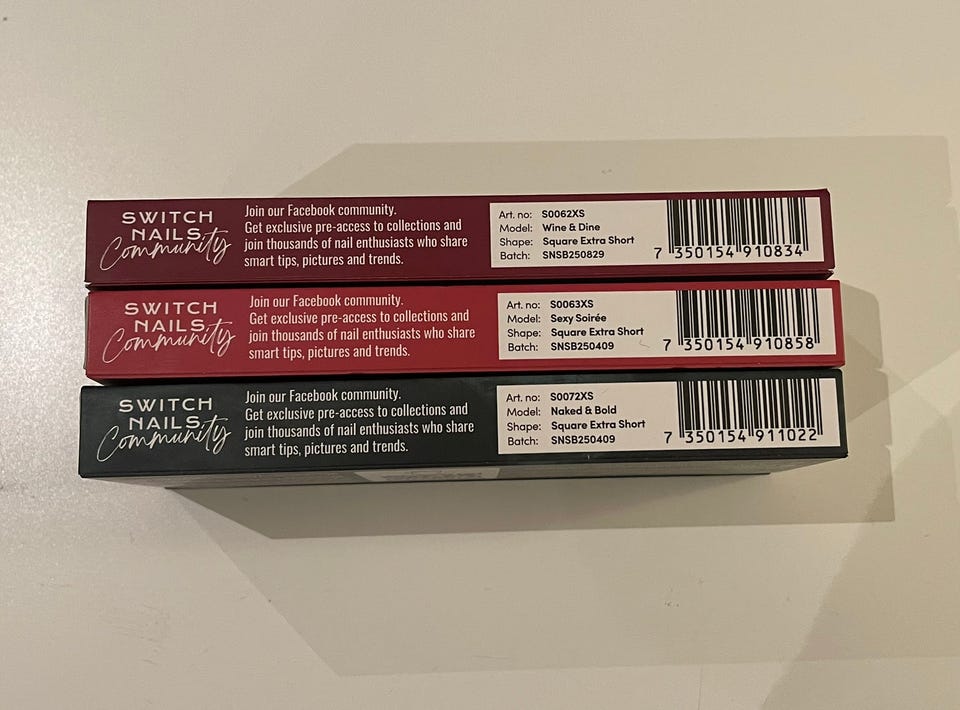 SWITCH
NAILS
Community
Join our Facebook community.
Get exclusive pre-access to collections and
join thousands of nail enthusiasts who share
smart tips, pictures and trends.
Art. no: S0062XS
Model: Wine & Dine
Shape: Square Extra Short
Batch: SNSB250829
7 350154 910834
SWITCH
NAILS
Community
Join our Facebook community.
Get exclusive pre-access to collections and
join thousands of nail enthusiasts who share
smart tips, pictures and trends.
Art. no: S0063XS
Model: Sexy Soirée
Shape: Square Extra Short
Batch: SNSB250409
7 350154 910858
SWITCH
NAILS
Community
Join our Facebook community.
Get exclusive pre-access to collections and
join thousands of nail enthusiasts who share
smart tips, pictures and trends.
Art. no: S0072XS
Model: Naked & Bold
Shape: Square Extra Short
Batch: SNSB250409
7 350154 911022